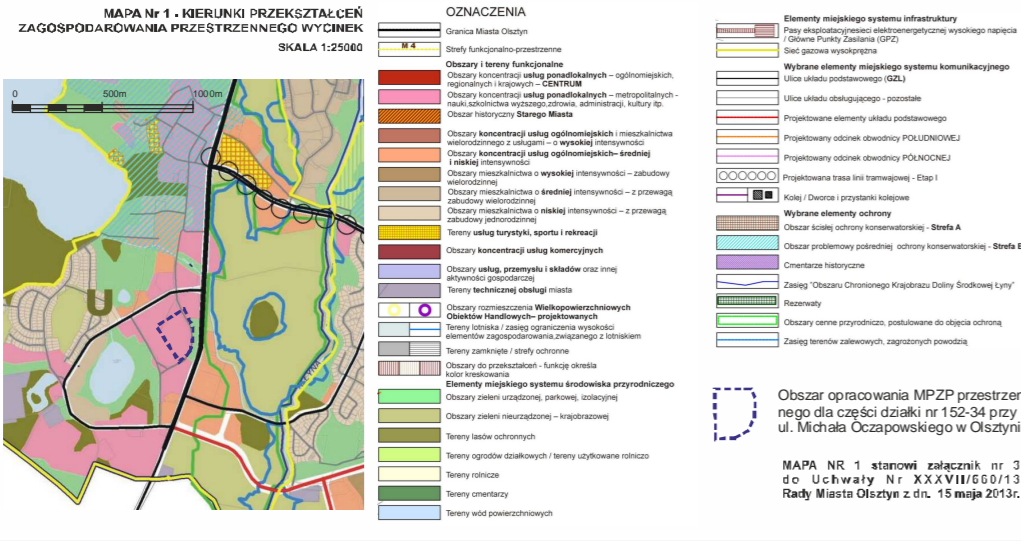 MAPA Nr 1 - KIERUNKI PRZEKSZTAŁCEŃ
ZAGOSPODAROWANIA PRZESTRZENNEGO WYCINEK
SKALA 1:25000
0 500m 1000m
U
ŁYNA
OZNACZENIA
Granica Miasta Olsztyn
M 4
Strefy funkcjonalno-przestrzenne
Obszary i tereny funkcjonalne
Obszary koncentracji usług ponadlokalnych – ogólnomiejskich,
regionalnych i krajowych – CENTRUM
Obszary koncentracji usług ponadlokalnych – metropolitalnych -
nauki,szkolnictwa wyższego,zdrowia, administracji, kultury itp.
Obszar historyczny Starego Miasta
Obszary koncentracji usług ogólnomiejskich i mieszkalnictwa
wielorodzinnego z usługami – o wysokiej intensywności
Obszary koncentracji usług ogólnomiejskich– średniej
i niskiej intensywności
Obszary mieszkalnictwa o wysokiej intensywności – zabudowy
wielorodzinnej
Obszary mieszkalnictwa o średniej intensywności – z przewagą
zabudowy wielorodzinnej
Obszary mieszkalnictwa o niskiej intensywności – z przewagą
zabudowy jednorodzinnej
Tereny usług turystyki, sportu i rekreacji
Obszary koncentracji usług komercyjnych
Obszary usług, przemysłu i składów oraz innej
aktywności gospodarczej
Tereny technicznej obsługi miasta
Obszary rozmieszczenia Wielkopowierzchniowych
Obiektów Handlowych– projektowanych
Tereny lotniska / zasięg ograniczenia wysokości
elementów zagospodarowania,związanego z lotniskiem
Tereny zamknięte / strefy ochronne
Obszary do przekształceń - funkcję określa
kolor kreskowania
Elementy miejskiego systemu środowiska przyrodniczego
Obszary zieleni urządzonej, parkowej, izolacyjnej
Obszary zieleni nieurządzonej – krajobrazowej
Tereny lasów ochronnych
Tereny ogrodów działkowych / tereny użytkowane rolniczo
Tereny rolnicze
Tereny cmentarzy
Tereny wód powierzchniowych
Elementy miejskiego systemu infrastruktury
Pasy eksploatacyjnesieci elektroenergetycznej wysokiego napięcia
/ Główne Punkty Zasilania (GPZ)
Sieć gazowa wysokoprężna
Wybrane elementy miejskiego systemu komunikacyjnego
Ulice układu podstawowego (GZL)
Ulice układu obsługującego - pozostałe
Projektowane elementy układu podstawowego
Projektowany odcinek obwodnicy POŁUDNIOWEJ
Projektowany odcinek obwodnicy PÓŁNOCNEJ
Projektowana trasa linii tramwajowej - Etap I
Kolej / Dworce i przystanki kolejowe
Wybrane elementy ochrony
Obszar ścisłej ochrony konserwatorskiej - Strefa A
Obszar problemowy pośredniej ochrony konserwatorskiej - Strefa B
Cmentarze historyczne
Zasięg "Obszaru Chronionego Krajobrazu Doliny Środkowej Łyny"
Rezerwaty
Obszary cenne przyrodniczo, postulowane do objęcia ochroną
Zasięg terenów zalewowych, zagrożonych powodzią
Obszar opracowania MPZP przestrzen
nego dla części działki nr 152-34 przy
ul. Michała Oczapowskiego w Olsztyni
MAPA NR 1 stanowi załącznik nr 3
do Uchwały Nr XXXVII/660/13
Rady Miasta Olsztyn z dn. 15 maja 2013r.